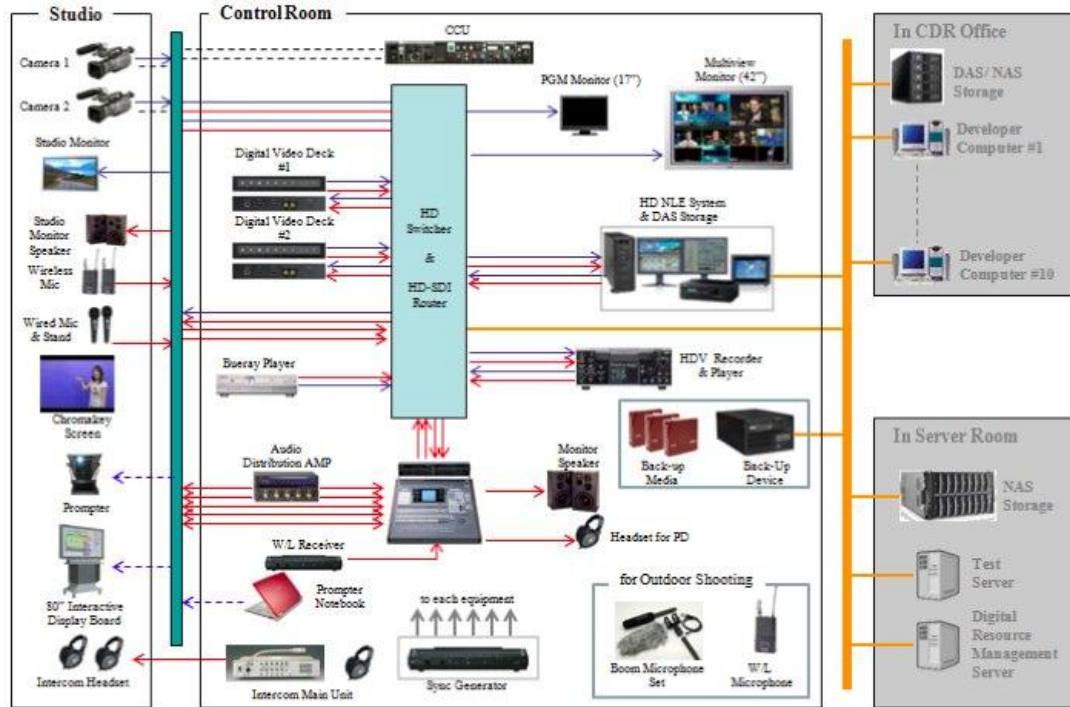 Studio
Camera 1
Camera 2
Studio Monitor
Studio
Monitor
Speaker
Wireless
Mic
Wired Mic
& Stand
Chromakey
Screen
Prompter
80" Interactive
Display Board
Intercom Headset
Control Room
CCU
PGM Monitor (17")
Multiview
Monitor (42")
Digital Video Deck
#1
Digital Video Deck
#2
HD
Switcher
&
HD-SDI
Router
HD NLE System
& DAS Storage
Bueray Player
HDV Recorder
& Player
Back-up
Media
Back-Up
Device
Audio
Distribution AMP
Monitor
Speaker
Headset for PD
W/L Receiver
Prompter
Notebook
to each equipment
Intercom Main Unit
Sync Generator
for Outdoor Shooting
Boom Microphone
Set
W/L
Microphone
In CDR Office
DAS/ NAS
Storage
Developer
Computer #1
Developer
Computer #10
In Server Room
NAS
Storage
Test
Server
Digital
Resource
Management
Server